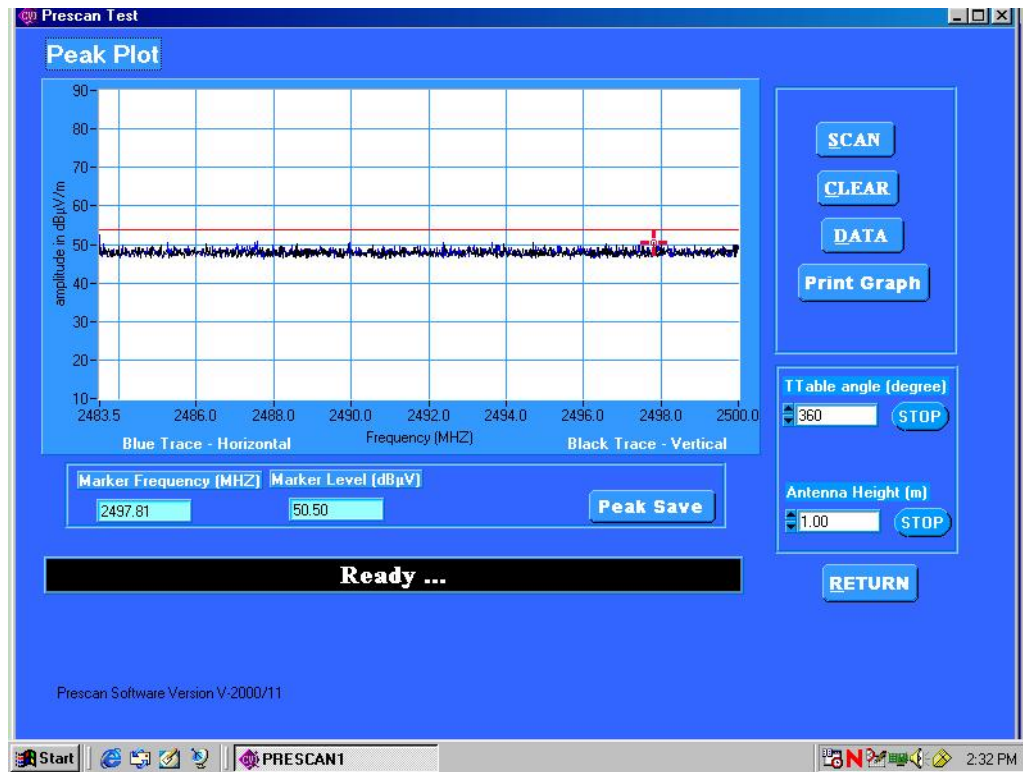 Prescan Test
Peak Plot
90
80
70
60
50
40
30
20
10
amplitude in dBµV/m
2483.5 2486.0 2488.0 2490.0 2492.0 2494.0 2496.0 2498.0 2500.0
Blue Trace - Horizontal
Frequency (MHZ)
Black Trace - Vertical
SCAN
CLEAR
DATA
Print Graph
TTable angle (degree)
360
STOP
Antenna Height (m)
1.00
STOP
Marker Frequency (MHZ) Marker Level (dBµV)
2497.81 50.50
Peak Save
Ready ...
RETURN
Prescan Software Version V-2000/11
Start
PRESCAN1
2:32 PM